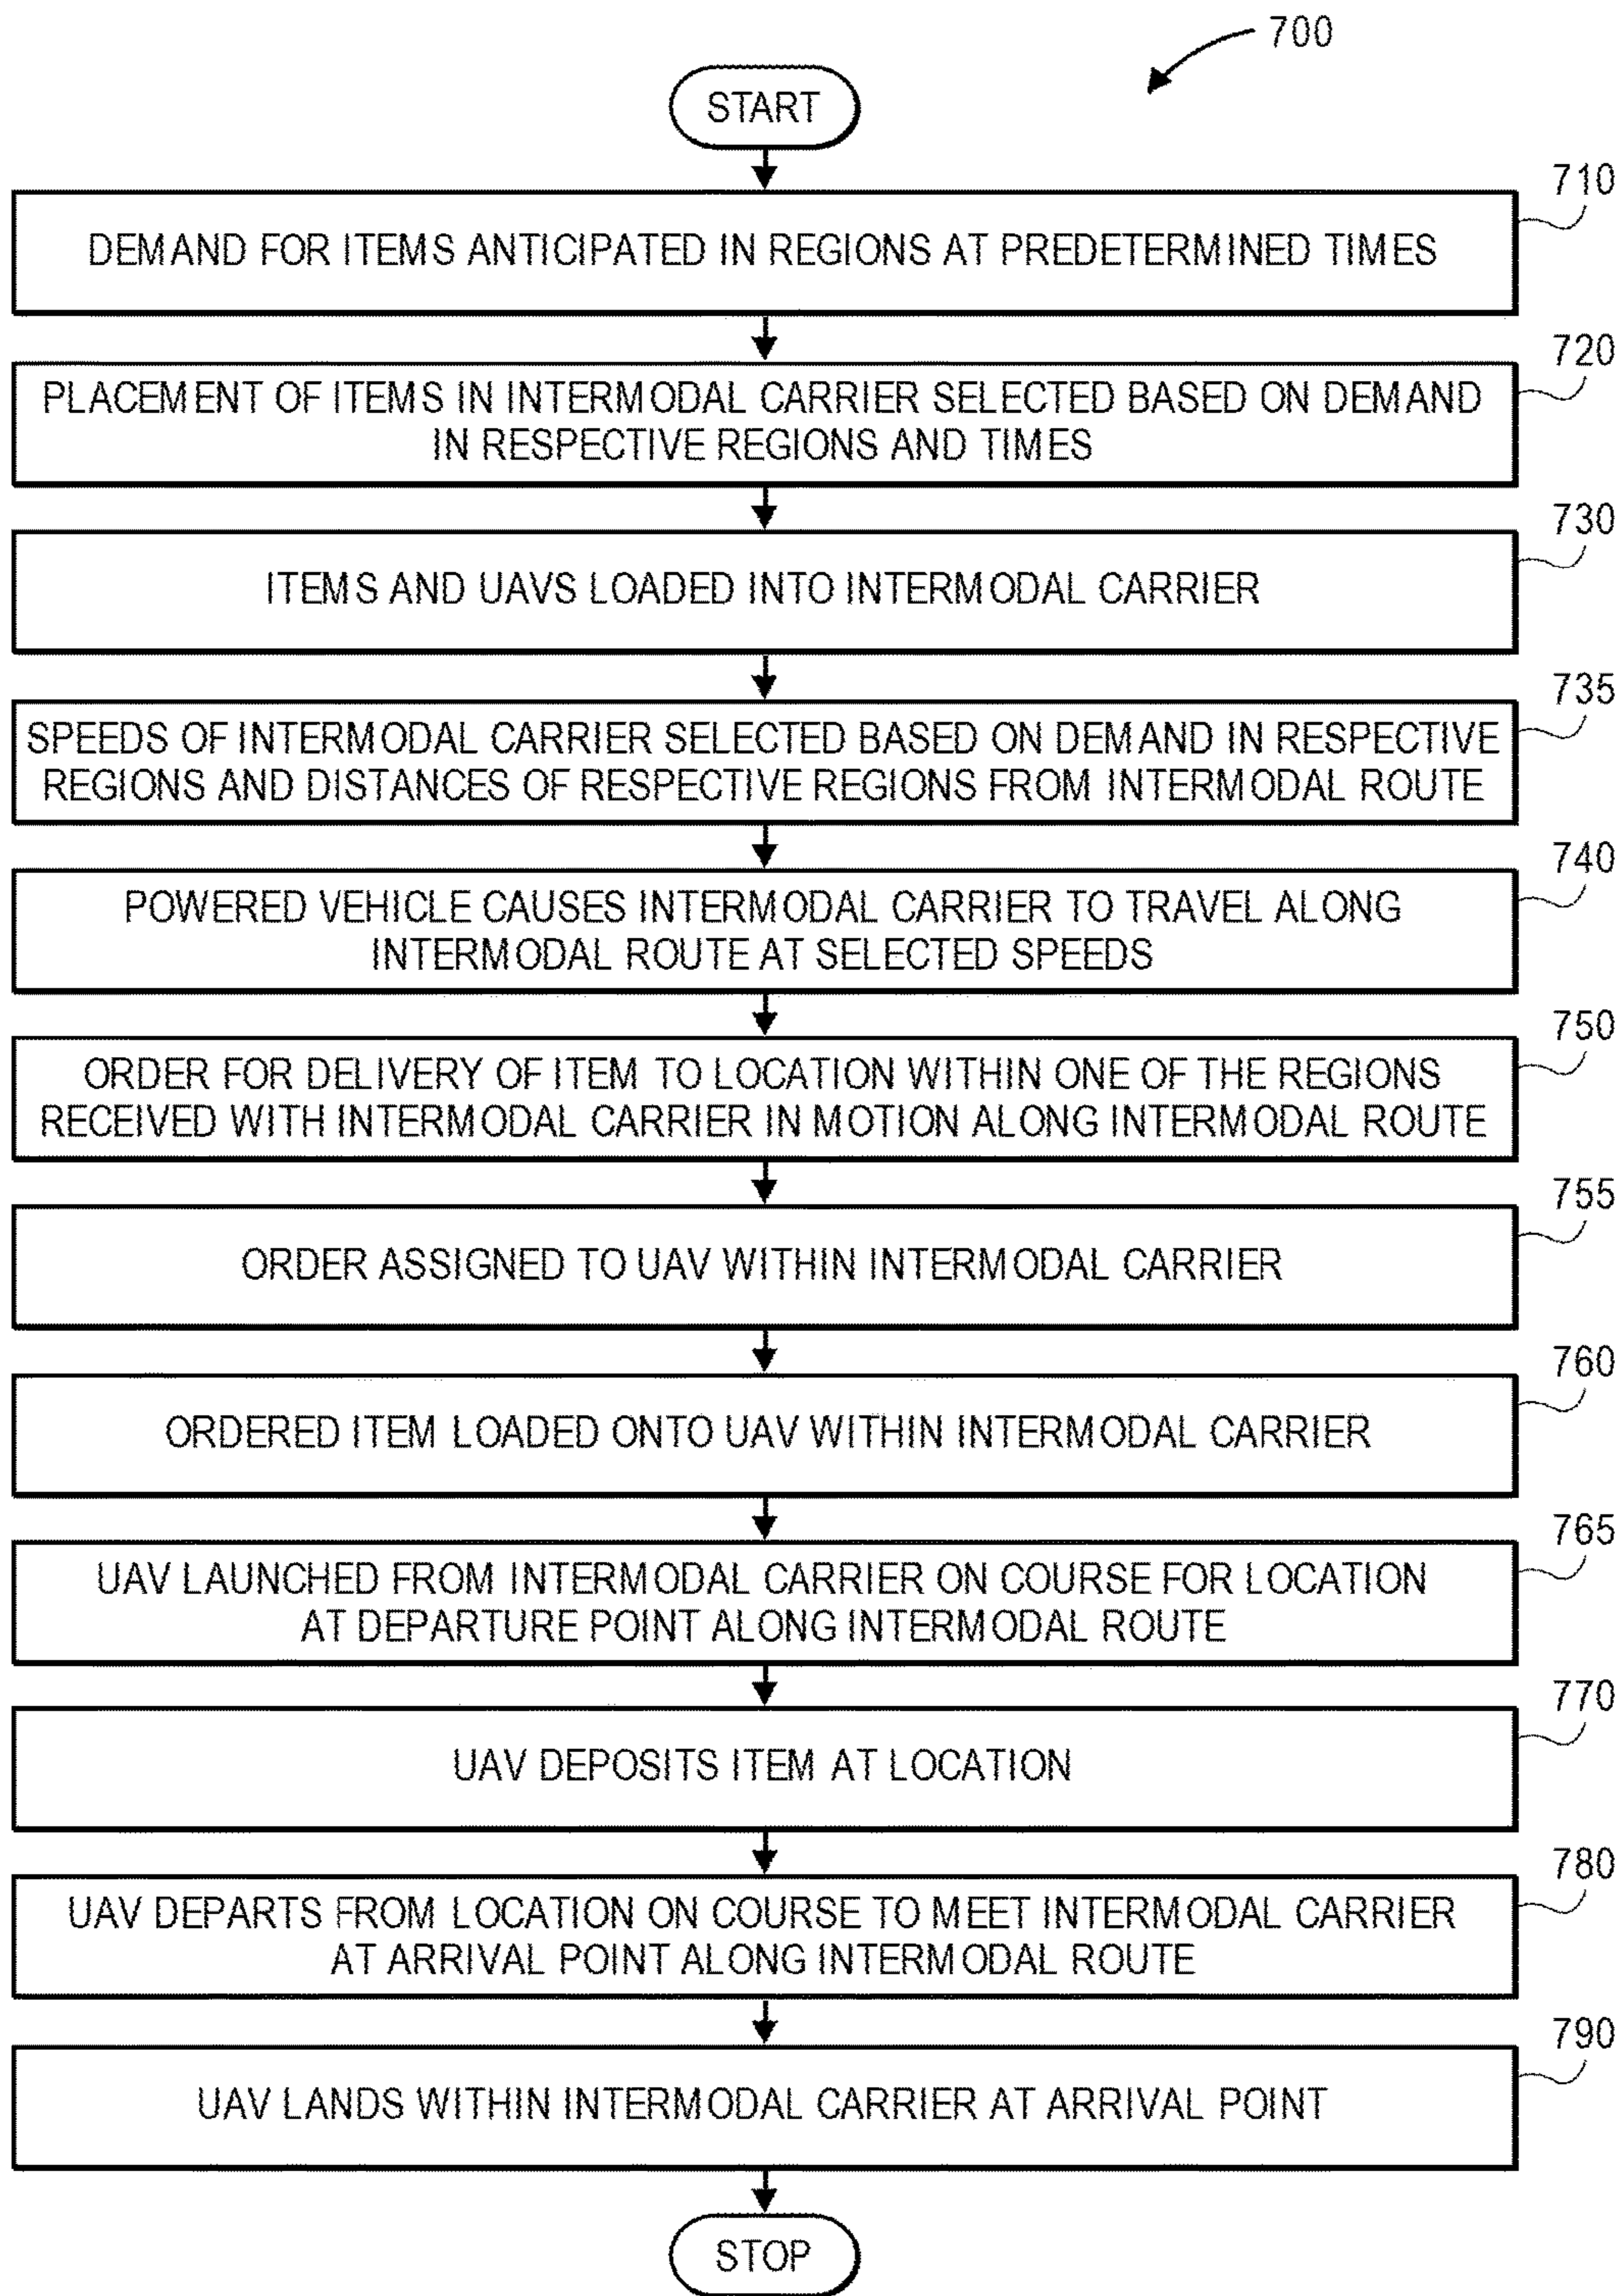 700
START
710
DEMAND FOR ITEMS ANTICIPATED IN REGIONS AT PREDETERMINED TIMES
720
PLACEMENT OF ITEMS IN INTERMODAL CARRIER SELECTED BASED ON DEMAND
IN RESPECTIVE REGIONS AND TIMES
730
ITEMS AND UAVS LOADED INTO INTERMODAL CARRIER
735
SPEEDS OF INTERMODAL CARRIER SELECTED BASED ON DEMAND IN RESPECTIVE
REGIONS AND DISTANCES OF RESPECTIVE REGIONS FROM INTERMODAL ROUTE
740
POWERED VEHICLE CAUSES INTERMODAL CARRIER TO TRAVEL ALONG
INTERMODAL ROUTE AT SELECTED SPEEDS
750
ORDER FOR DELIVERY OF ITEM TO LOCATION WITHIN ONE OF THE REGIONS
RECEIVED WITH INTERMODAL CARRIER IN MOTION ALONG INTERMODAL ROUTE
755
ORDER ASSIGNED TO UAV WITHIN INTERMODAL CARRIER
760
ORDERED ITEM LOADED ONTO UAV WITHIN INTERMODAL CARRIER
765
UAV LAUNCHED FROM INTERMODAL CARRIER ON COURSE FOR LOCATION
AT DEPARTURE POINT ALONG INTERMODAL ROUTE
770
UAV DEPOSITS ITEM AT LOCATION
780
UAV DEPARTS FROM LOCATION ON COURSE TO MEET INTERMODAL CARRIER
AT ARRIVAL POINT ALONG INTERMODAL ROUTE
790
UAV LANDS WITHIN INTERMODAL CARRIER AT ARRIVAL POINT
STOP